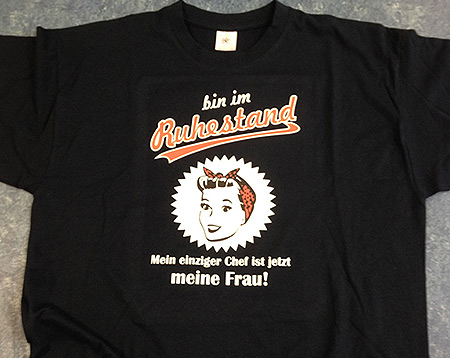 bin im
Ruhestand
Mein einziger Chef ist jetzt
meine Frau!